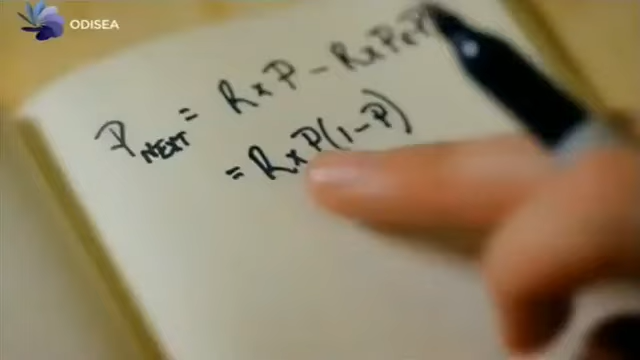 ODISEA
P NEXT = R x P - R x P x P
= R x P(1-P)